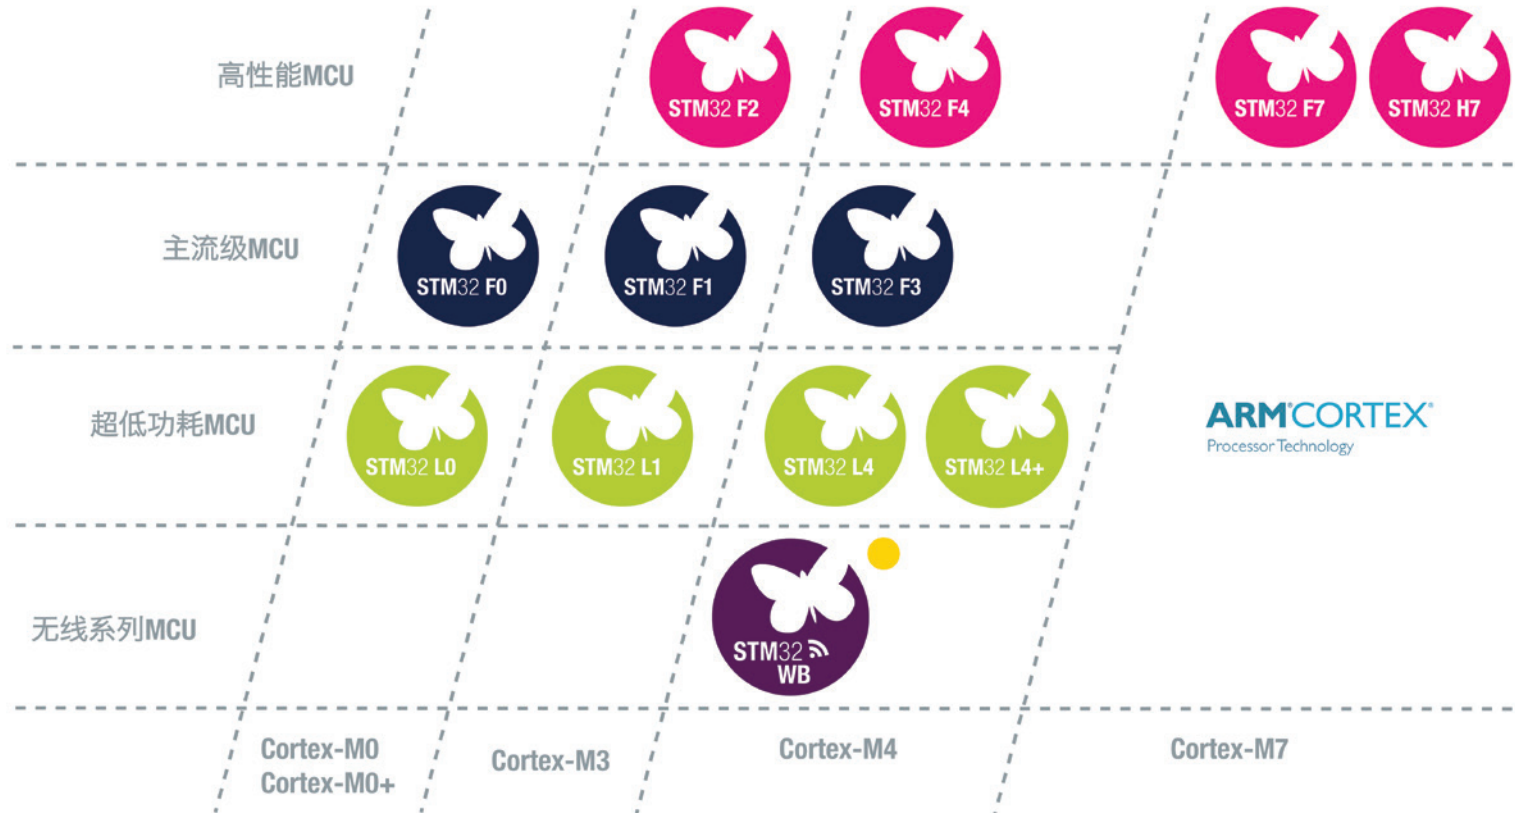 高性能MCU
STM32 F2
STM32 F4
STM32 F7
STM32 H7
主流级MCU
STM32 F0
STM32 F1
STM32 F3
超低功耗MCU
STM32 L0
STM32 L1
STM32 L4
STM32 L4+
ARM®CORTEX®
Processor Technology
无线系列MCU
STM32
WB
Cortex-M0
Cortex-M0+
Cortex-M3
Cortex-M4
Cortex-M7